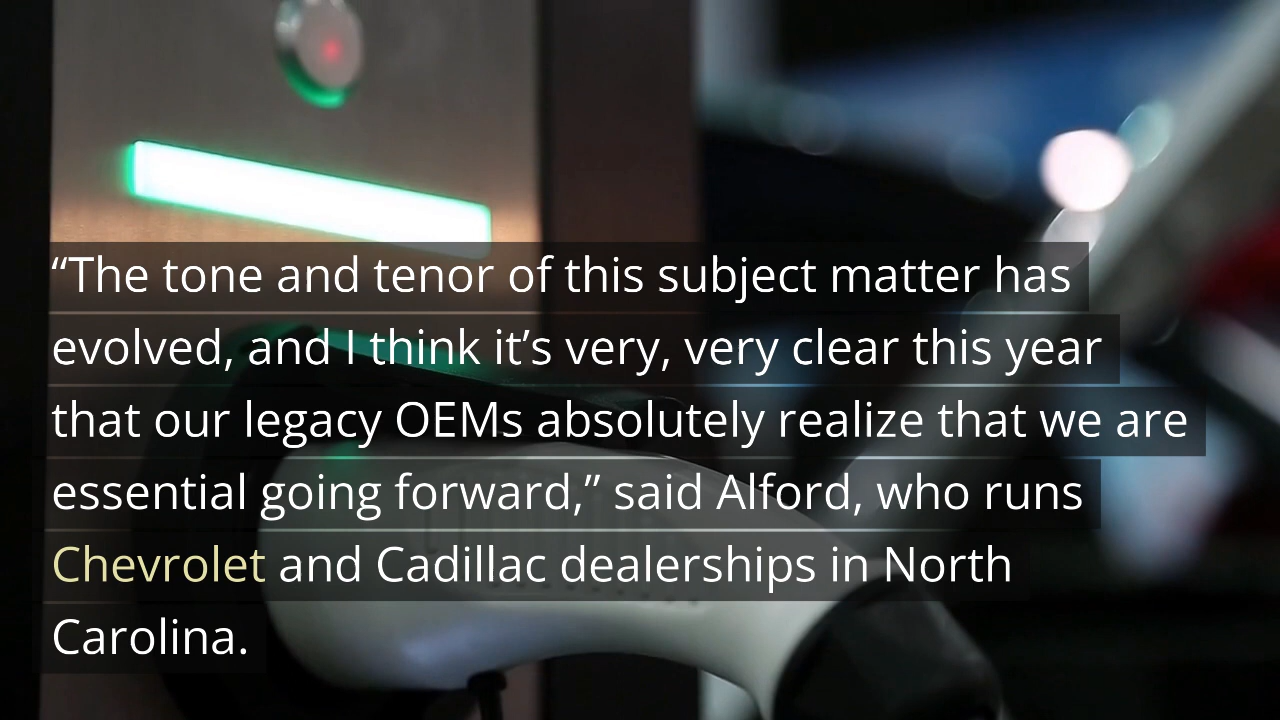 “The tone and tenor of this subject matter has
evolved, and I think it’s very, very clear this year
that our legacy OEMs absolutely realize that we are
essential going forward,” said Alford, who runs
Chevrolet and Cadillac dealerships in North
Carolina.